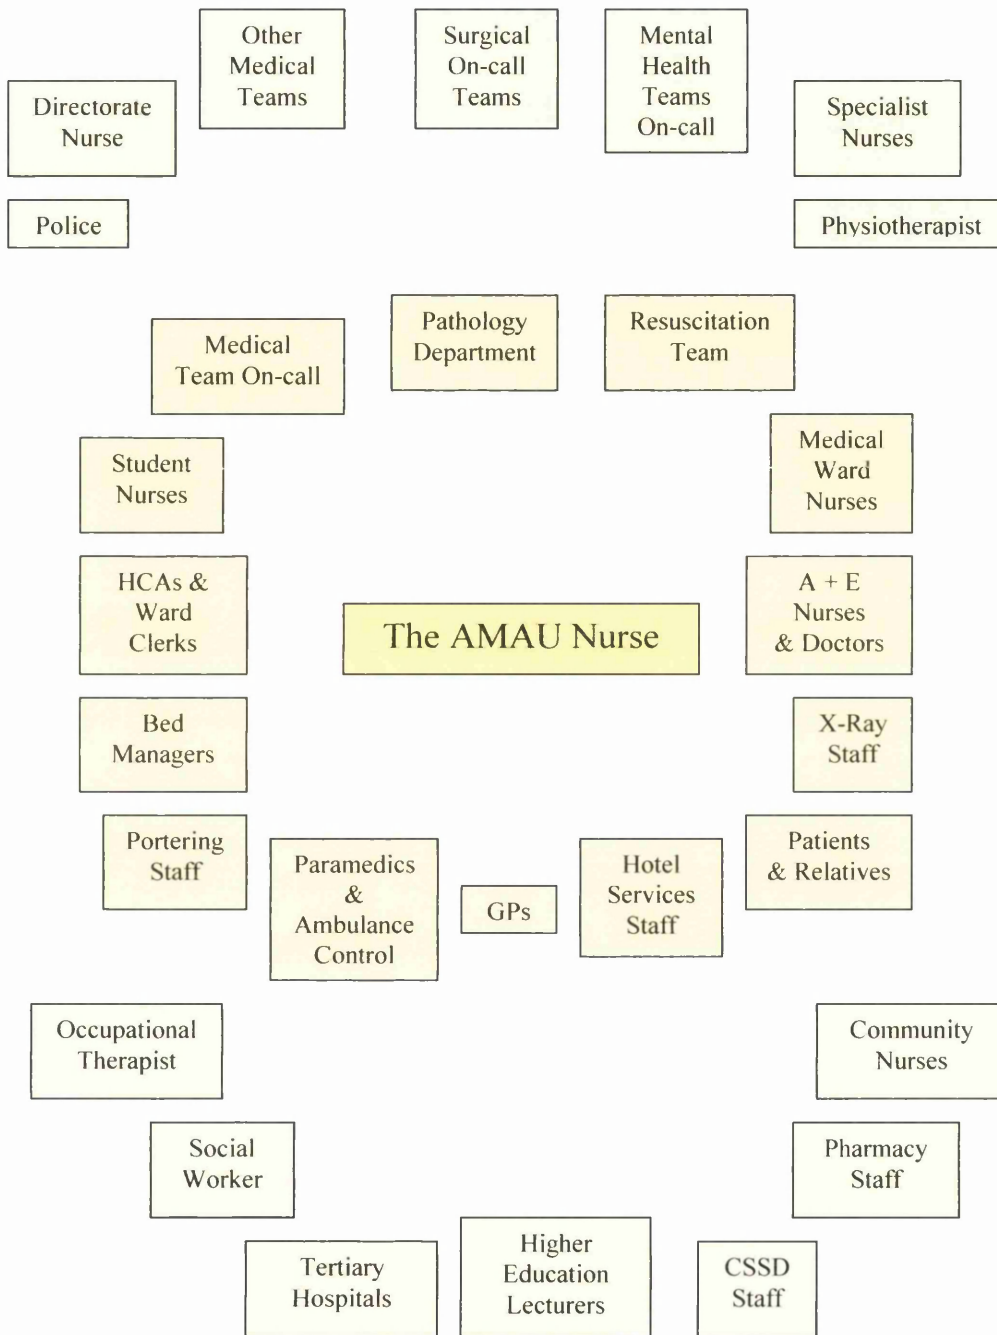 Other
Medical
Teams
Surgical
On-call
Teams
Mental
Health
Teams
On-call
Directorate
Nurse
Specialist
Nurses
Police
Physiotherapist
Medical
Team On-call
Pathology
Department
Resuscitation
Team
Student
Nurses
Medical
Ward
Nurses
HCAs &
Ward
Clerks
The AMAU Nurse
A + E
Nurses
& Doctors
Bed
Managers
X-Ray
Staff
Portering
Staff
Paramedics
&
Ambulance
Control
GPs
Hotel
Services
Staff
Patients
& Relatives
Occupational
Therapist
Community
Nurses
Social
Worker
Pharmacy
Staff
Tertiary
Hospitals
Higher
Education
Lecturers
CSSD
Staff